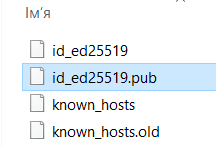 Ім'я
id_ed25519
id_ed25519.pub
known_hosts
known_hosts.old